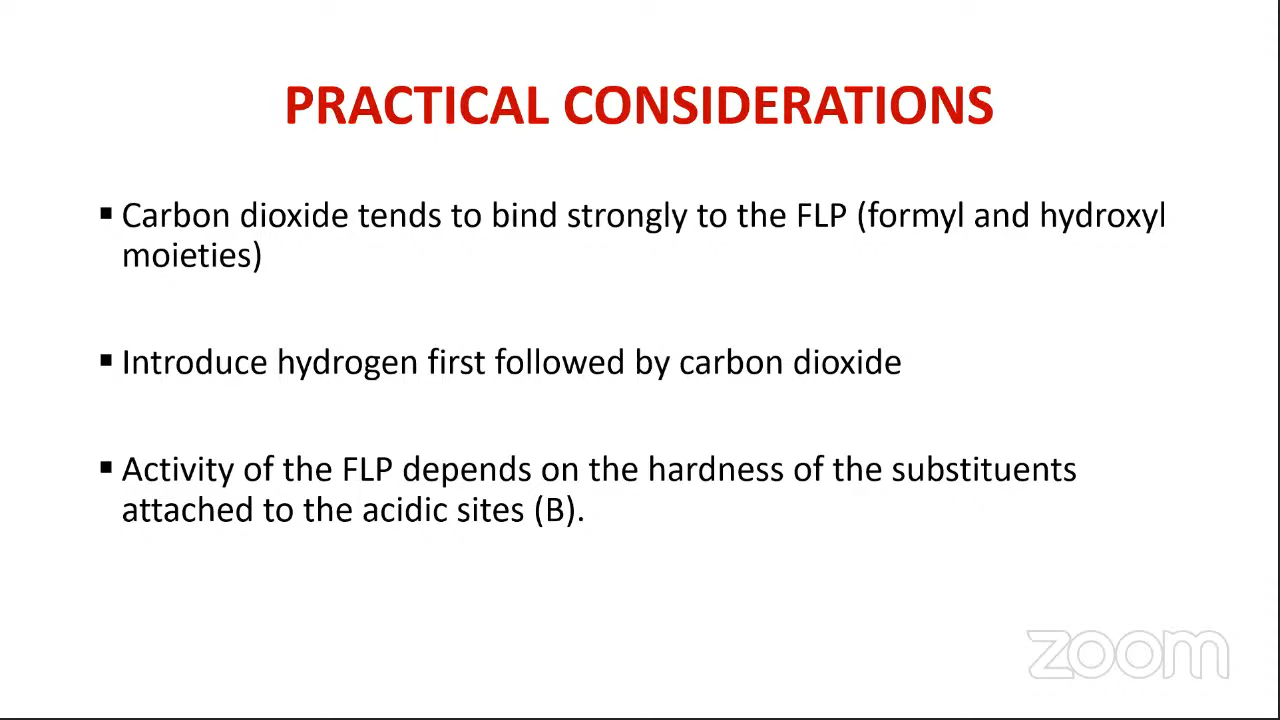 PRACTICAL CONSIDERATIONS
▪ Carbon dioxide tends to bind strongly to the FLP (formyl and hydroxyl
moieties)
▪ Introduce hydrogen first followed by carbon dioxide
▪ Activity of the FLP depends on the hardness of the substituents
attached to the acidic sites (B).
zoom